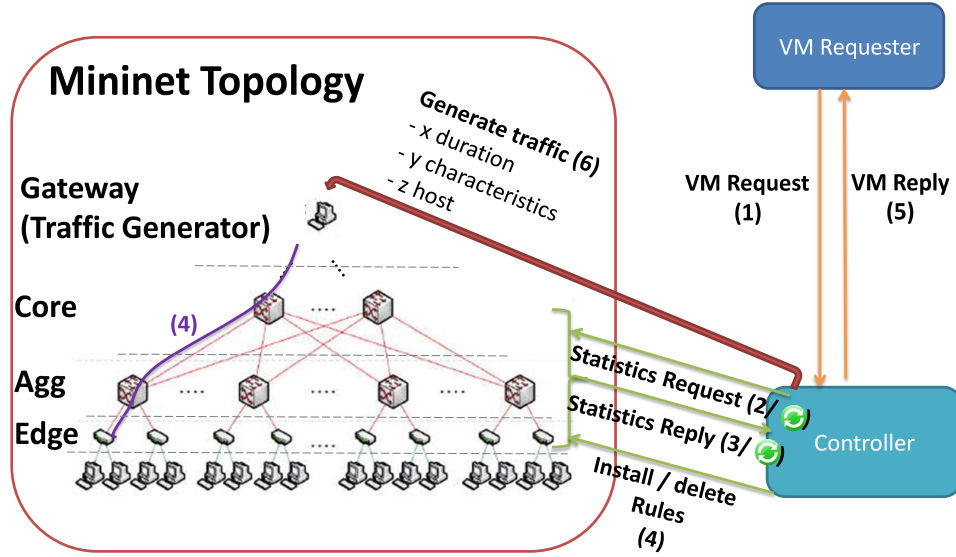 Mininet Topology
VM Requester
Generate traffic (6)
- x duration
- y characteristics
- z host
VM Request
(1)
VM Reply
(5)
Gateway
(Traffic Generator)
Core
(4)
Agg
Edge
Statistics Request (2/ )
Statistics Reply (3/ )
Install / delete
Rules
(4)
Controller